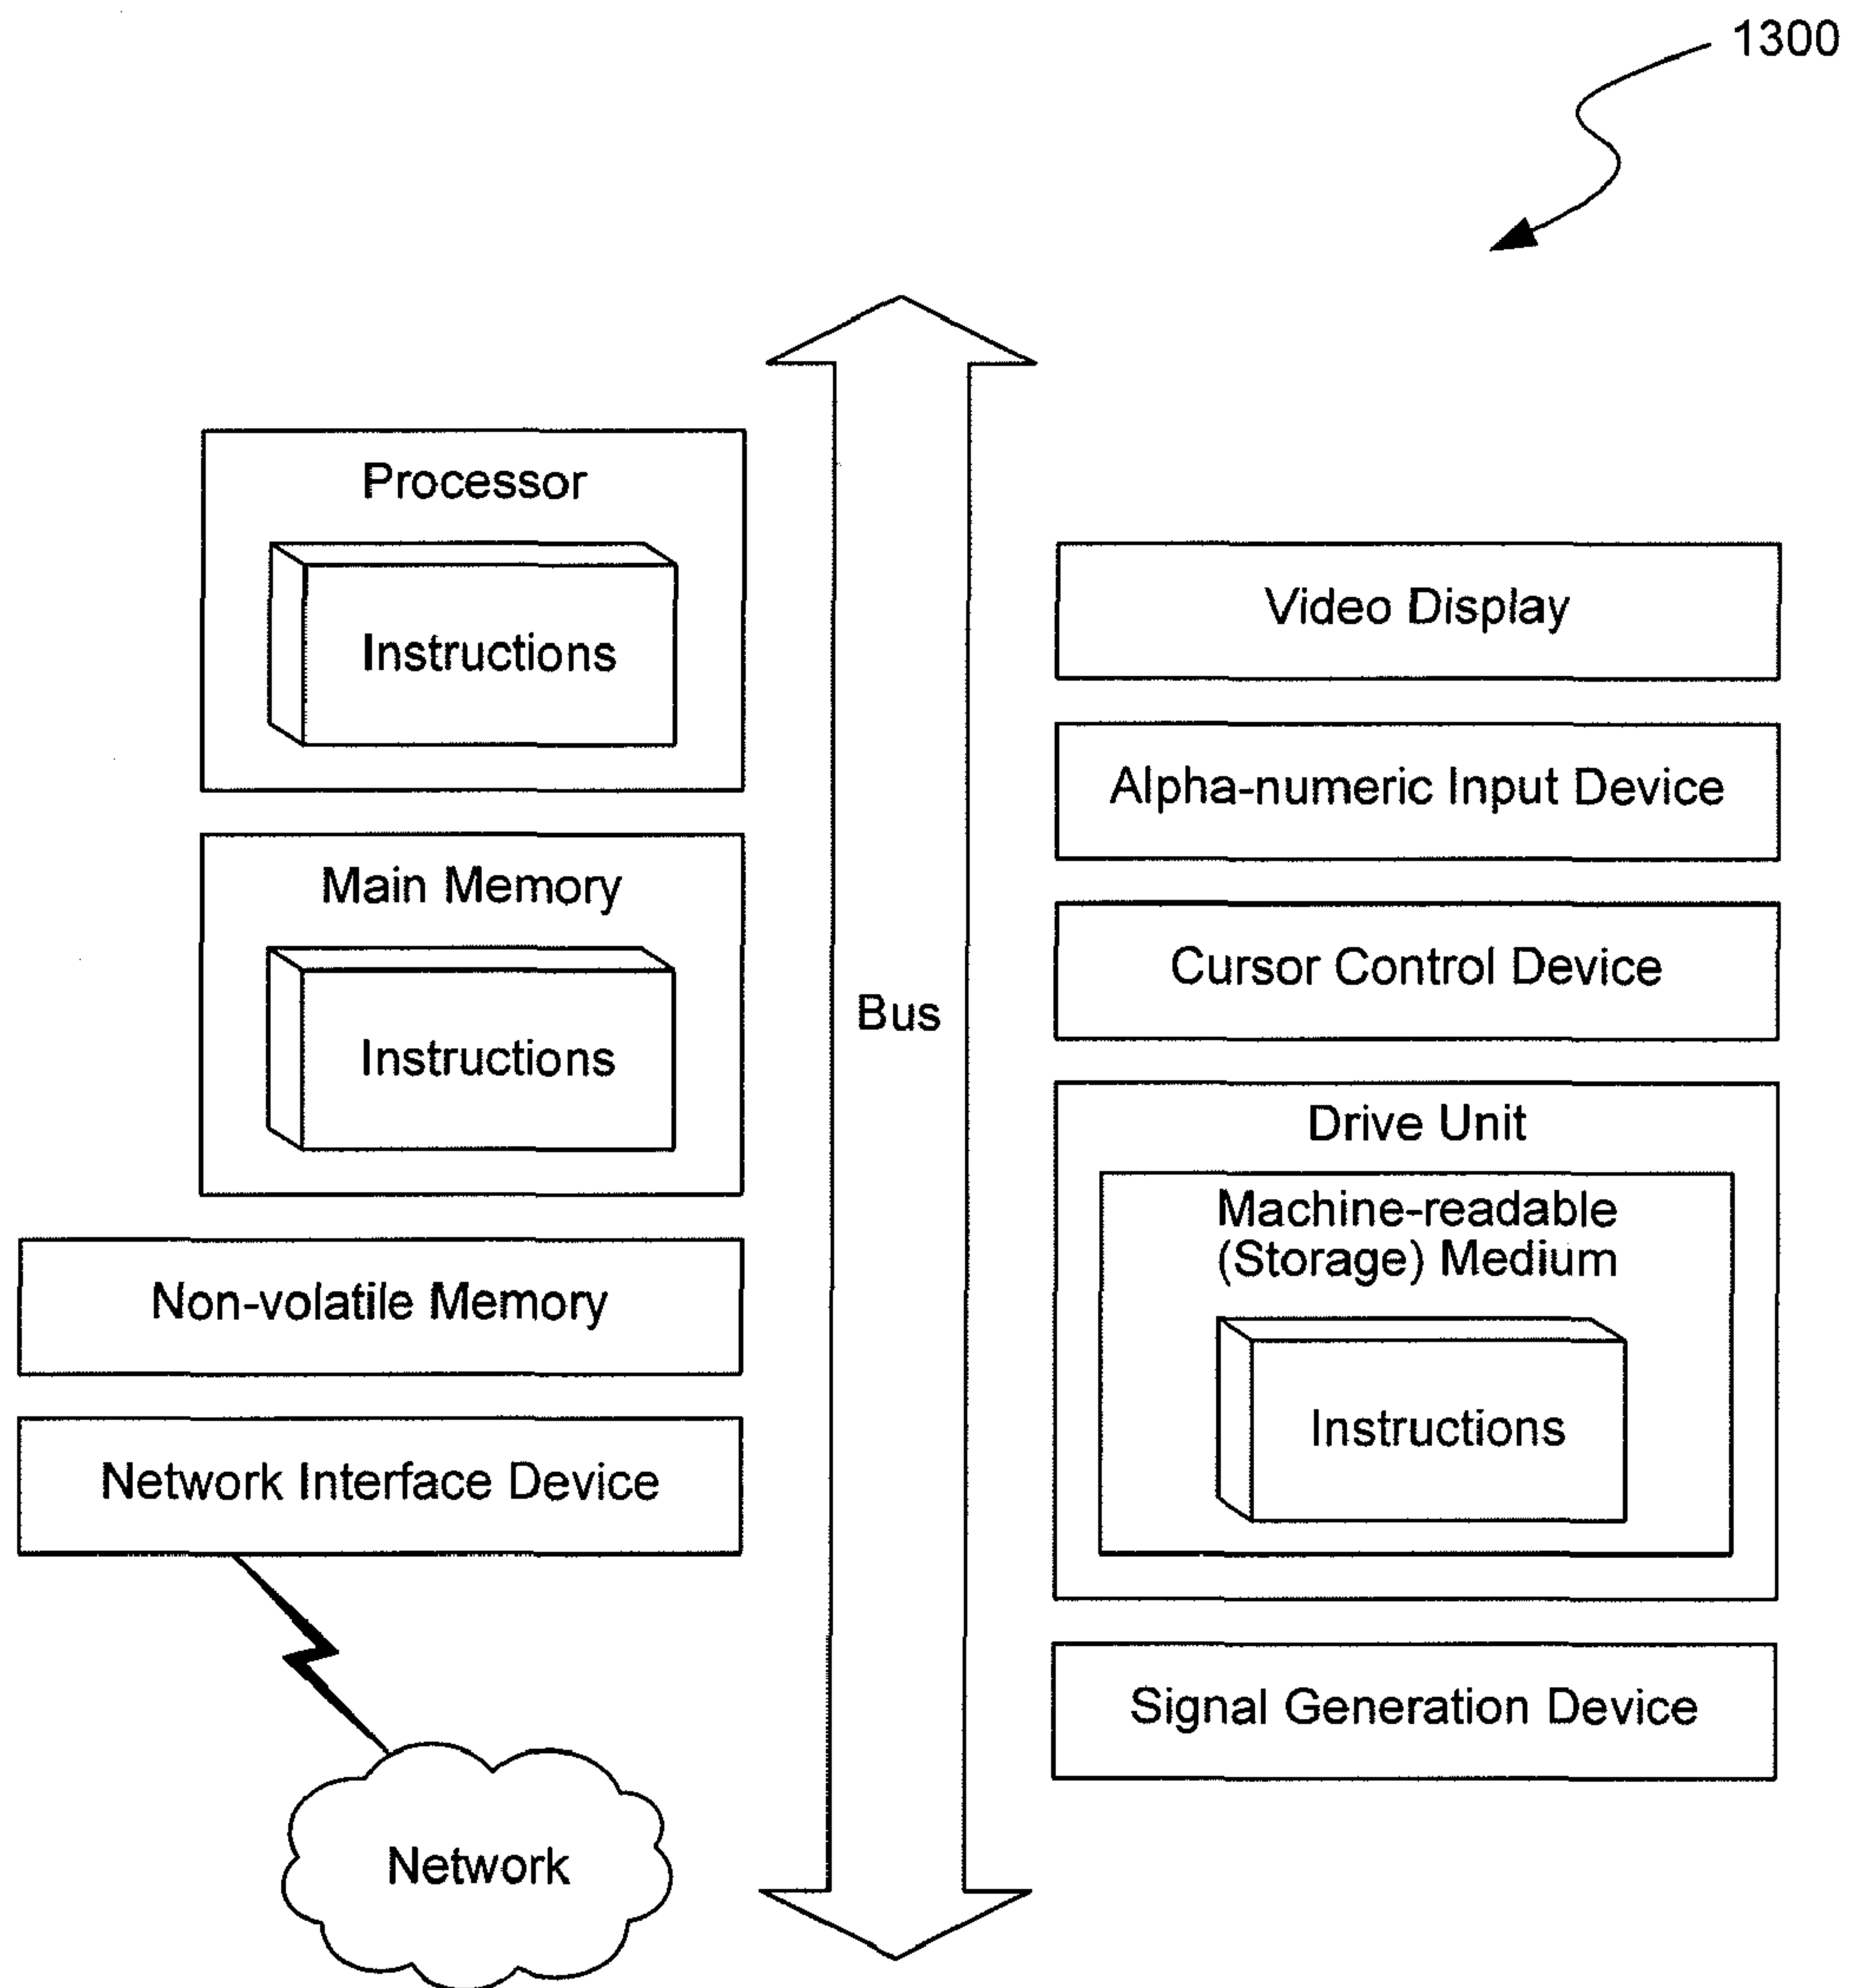 1300
Processor
Instructions
Main Memory
Instructions
Non-volatile Memory
Network Interface Device
Network
Bus
Video Display
Alpha-numeric Input Device
Cursor Control Device
Drive Unit
Machine-readable
(Storage) Medium
Instructions
Signal Generation Device